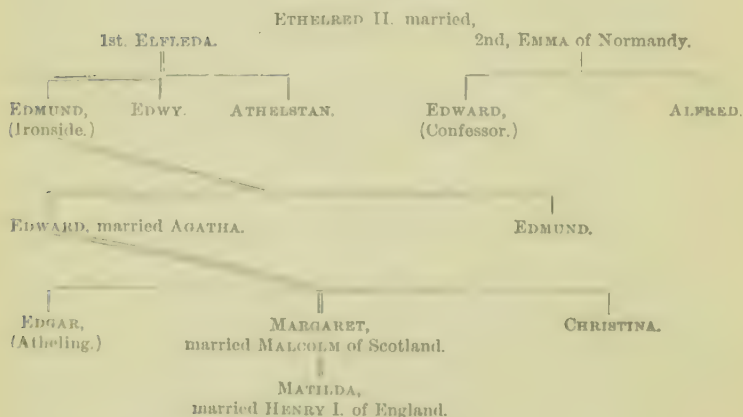 ETHELRED II. married,
1st. ELFLEDA. 2nd, EMMA of Normandy.
EDMUND, EDWY. ATHELSTAN. EDWARD, ALFRED.
(Ironside.) (Confessor.)
EDWARD, married AGATHA. EDMUND.
EDGAR, MARGARET, CHRISTINA.
(Atheling.) married MALCOLM of Scotland.
MATILDA,
married HENRY I. of England.